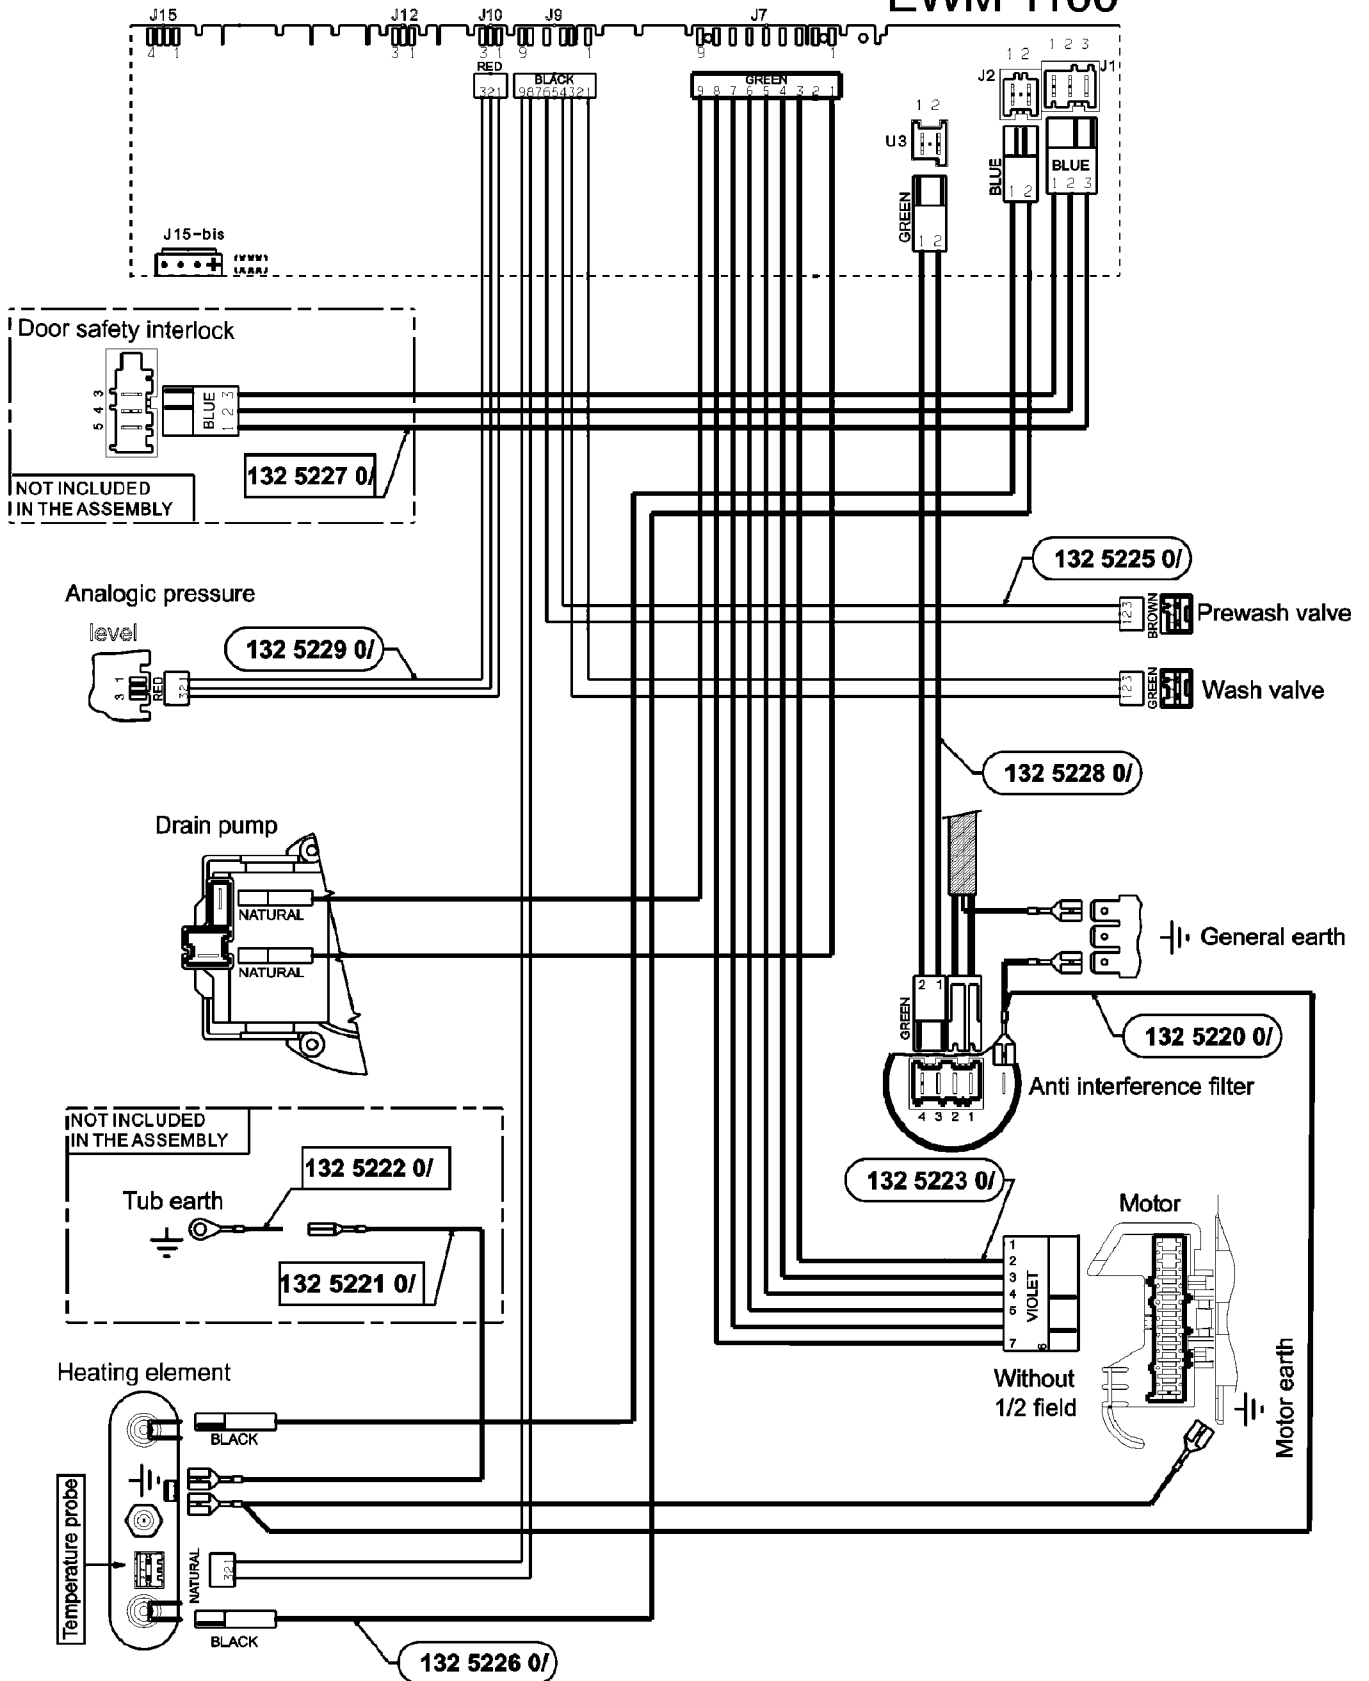 J15 J12 J10 J9 J7
4 1 3 1 3 1 9 1 9 1
RED BLACK GREEN
321 987654321 9 8 7 6 5 4 3 2 1
1 2 1 2 3
J2 J1
1 2
U3
BLUE BLUE
1 2 1 2 3
GREEN
1 2
J15-bis
Door safety interlock
3 4 5
BLUE
1 2 3
132 5227 0/
NOT INCLUDED
IN THE ASSEMBLY
132 5225 0/
Analogic pressure
level
132 5229 0/
3 1
RED
321
123
BROWN
Prewash valve
123
GREEN
Wash valve
132 5228 0/
Drain pump
NATURAL
NATURAL
General earth
2 1
GREEN
132 5220 0/
Anti interference filter
4 3 2 1
NOT INCLUDED
IN THE ASSEMBLY
132 5222 0/
Tub earth
132 5221 0/
132 5223 0/
Motor
1
2
3
4
5
7
VIOLET
Without
1/2 field
Motor earth
Heating element
BLACK
Temperature probe
NATURAL
321
BLACK
132 5226 0/